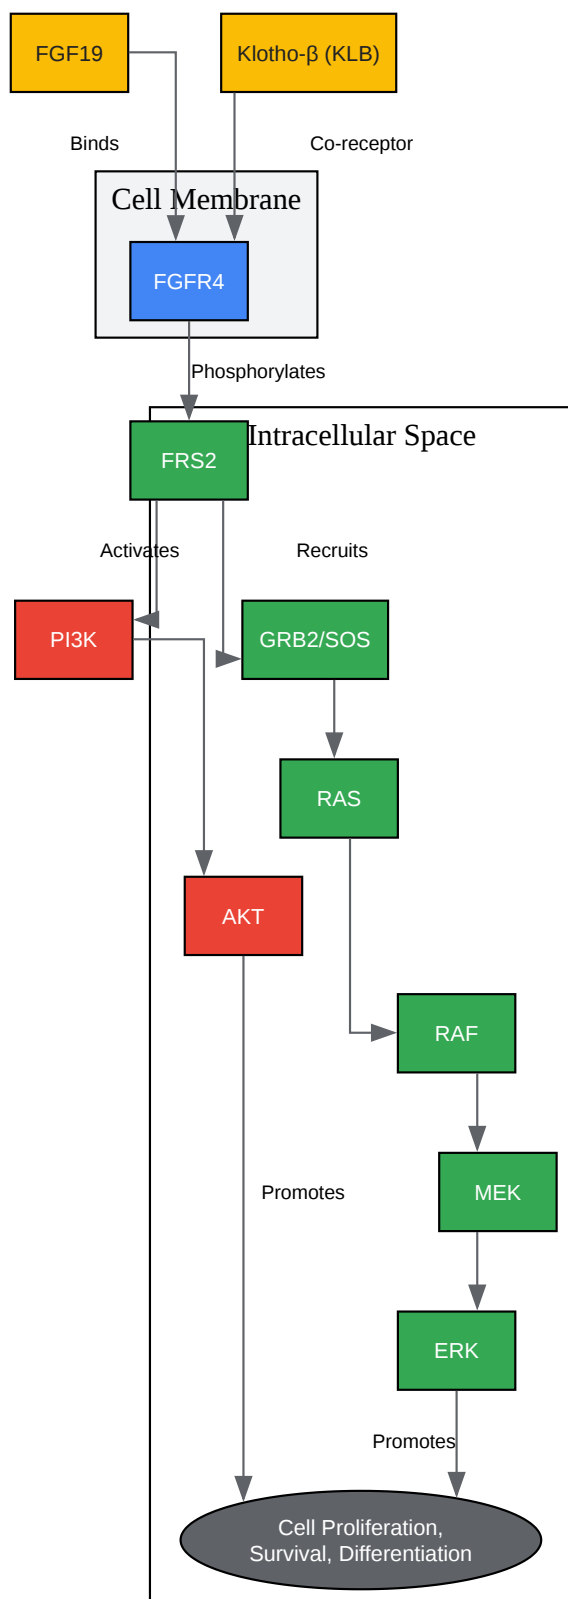 FGF19
Klotho-β (KLB)
Binds
Co-receptor
Cell Membrane
FGFR4
Phosphorylates
Intracellular Space
FRS2
Activates
Recruits
PI3K
GRB2/SOS
RAS
AKT
RAF
MEK
Promotes
ERK
Promotes
Cell Proliferation,
Survival, Differentiation